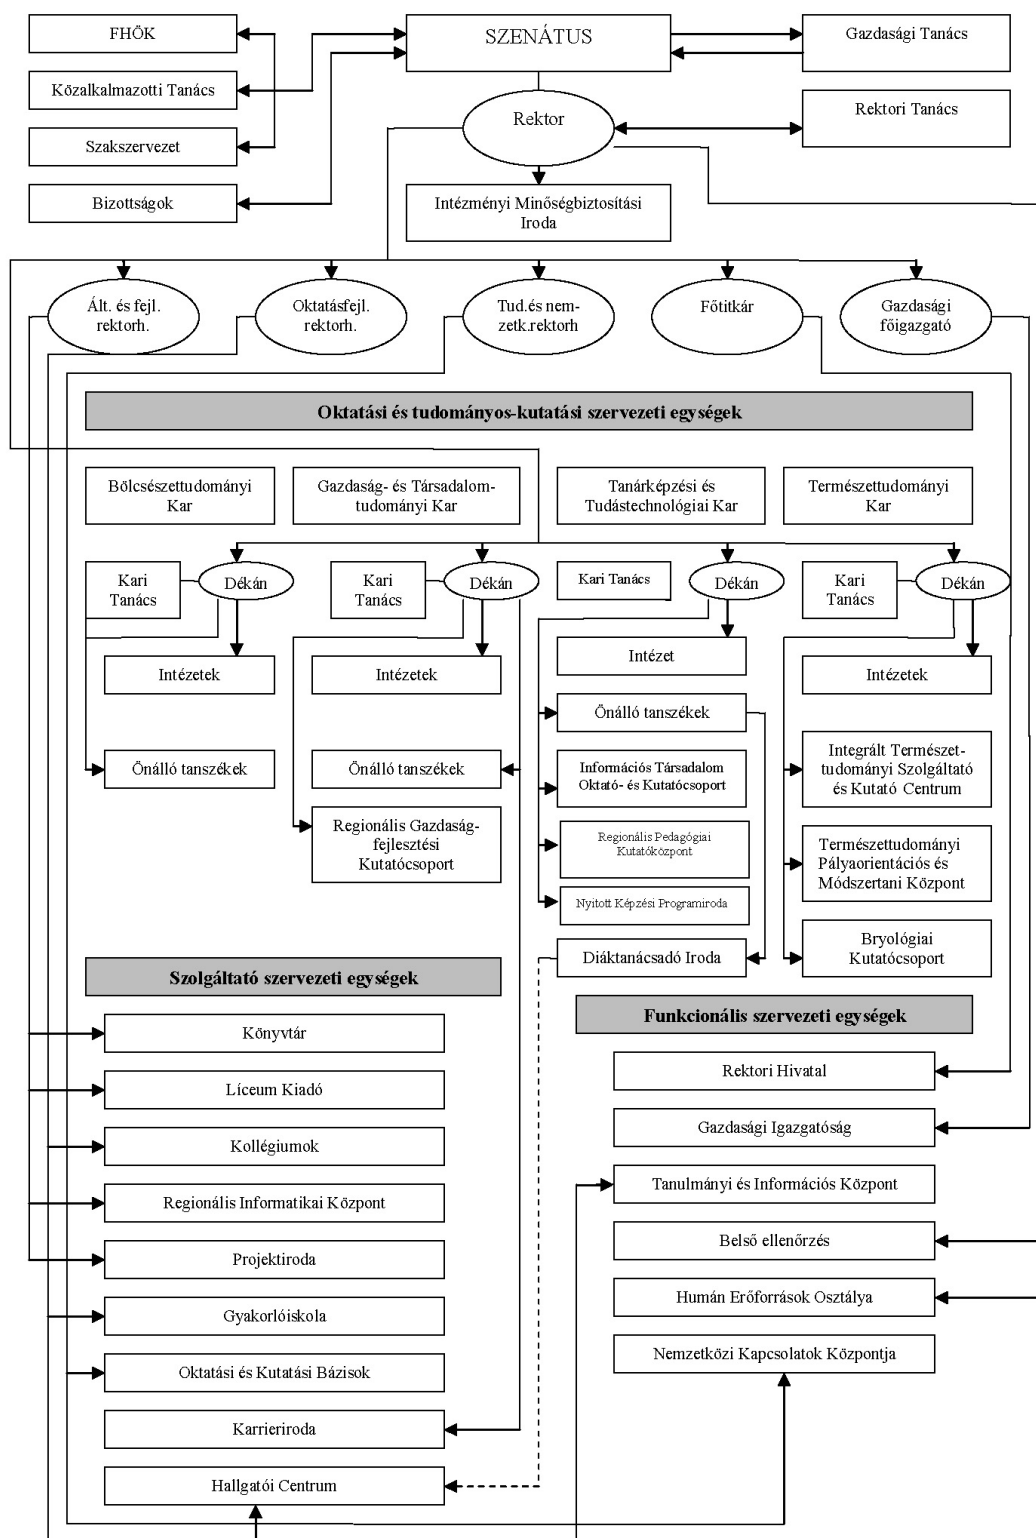 FHÖK
SZENÁTUS
Gazdasági Tanács
Közalkalmazotti Tanács
Rektor
Rektori Tanács
Szakszervezet
Bizottságok
Intézményi Minőségbiztosítási
Iroda
Ált. és fejl.
rektorh.
Oktatásfejl.
rektorh.
Tud.és nem-
zetk.rektorh
Főtitkár
Gazdasági
főigazgató
Oktatási és tudományos-kutatási szervezeti egységek
Bölcsészettudományi
Kar
Gazdaság- és Társadalom-
tudományi Kar
Tanárképzési és
Tudástechnológiai Kar
Természettudományi
Kar
Kari
Tanács
Dékán
Kari
Tanács
Dékán
Kari Tanács
Dékán
Kari
Tanács
Dékán
Intézetek
Intézetek
Intézet
Intézetek
Önálló tanszékek
Önálló tanszékek
Regionális Gazdaság-
fejlesztési
Kutatócsoport
Önálló tanszékek
Információs Társadalom
Oktató- és Kutatócsoport
Regionális Pedagógiai
Kutatóközpont
Nyitott Képzési Programiroda
Diáktanácsadó Iroda
Integrált Természet-
tudományi Szolgáltató
és Kutató Centrum
Természettudományi
Pályaorientációs és
Módszertani Központ
Bryológiai
Kutatócsoport
Szolgáltató szervezeti egységek
Könyvtár
Líceum Kiadó
Kollégiumok
Regionális Informatikai Központ
Projektiroda
Gyakorlóiskola
Oktatási és Kutatási Bázisok
Karrieriroda
Hallgatói Centrum
Funkcionális szervezeti egységek
Rektori Hivatal
Gazdasági Igazgatóság
Tanulmányi és Információs Központ
Belső ellenőrzés
Humán Erőforrások Osztálya
Nemzetközi Kapcsolatok Központja